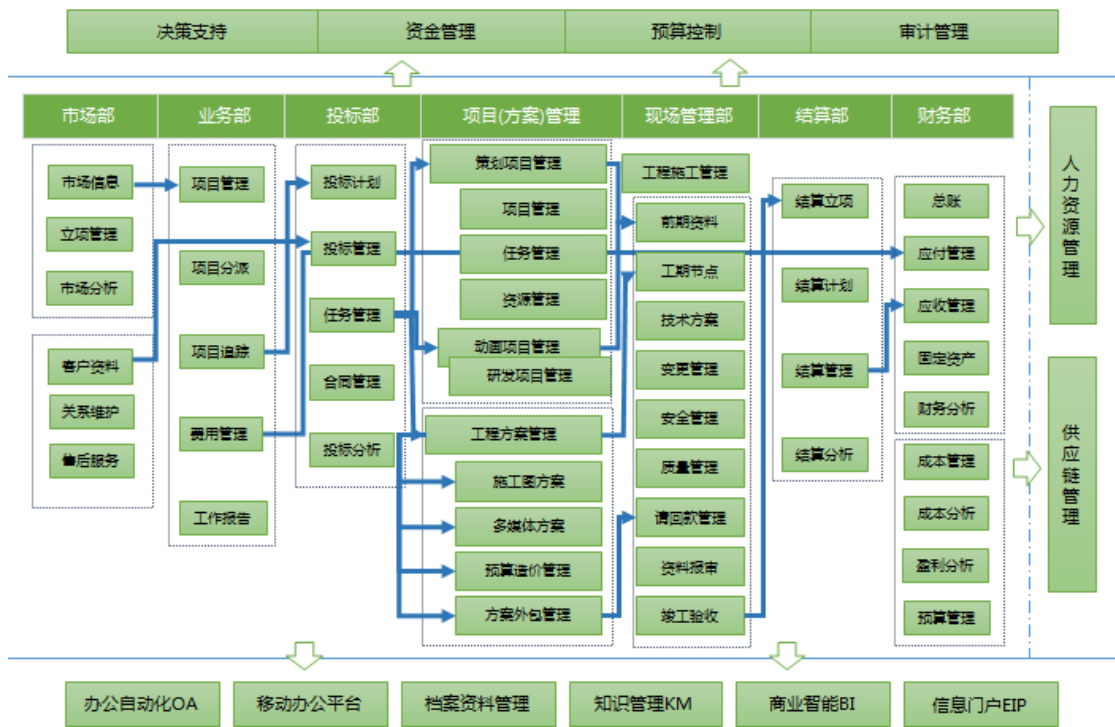 决策支持
资金管理
预算控制
审计管理
市场部
业务部
投标部
项目(方案)管理
现场管理部
结算部
财务部
市场信息
立项管理
市场分析
客户资料
关系维护
售后服务
项目管理
项目分派
项目追踪
费用管理
工作报告
投标计划
投标管理
任务管理
合同管理
投标分析
策划项目管理
项目管理
任务管理
资源管理
动画项目管理
研发项目管理
工程方案管理
施工图方案
多媒体方案
预算造价管理
方案外包管理
工程施工管理
前期资料
工期节点
技术方案
变更管理
安全管理
质量管理
请回款管理
资料报审
竣工验收
结算立项
结算计划
结算管理
结算分析
总账
应付管理
应收管理
固定资产
财务分析
成本管理
成本分析
盈利分析
预算管理
人力资源管理
供应链管理
办公自动化OA
移动办公平台
档案资料管理
知识管理KM
商业智能BI
信息门户EIP